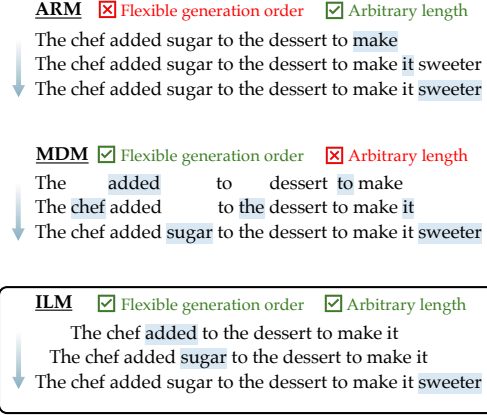 ARM Flexible generation order Arbitrary length
The chef added sugar to the dessert to make
The chef added sugar to the dessert to make it sweeter
The chef added sugar to the dessert to make it sweeter
MDM Flexible generation order Arbitrary length
The added to dessert to make
The chef added to the dessert to make it
The chef added sugar to the dessert to make it sweeter
ILM Flexible generation order Arbitrary length
The chef added to the dessert to make it
The chef added sugar to the dessert to make it
The chef added sugar to the dessert to make it sweeter